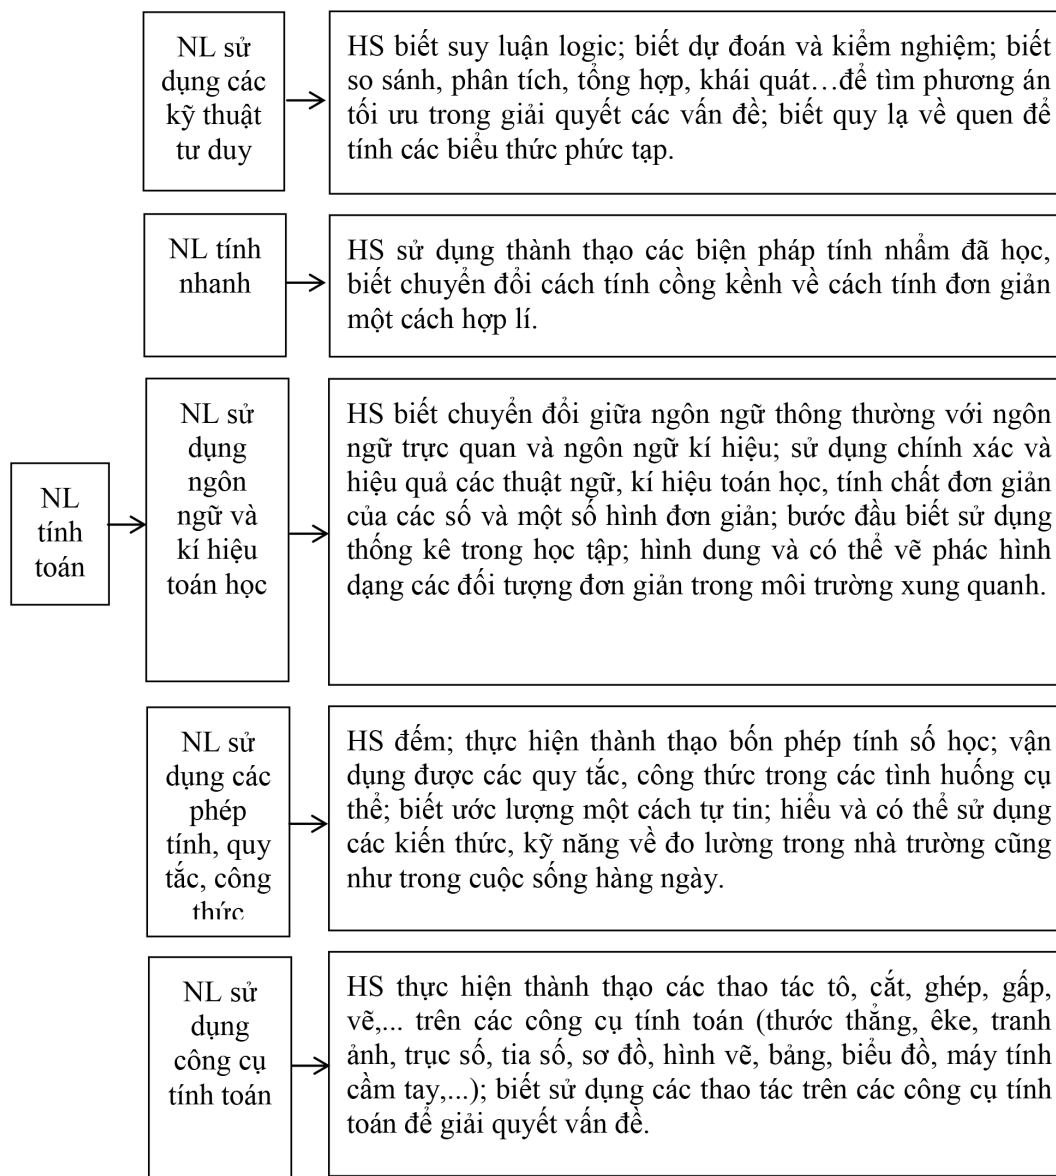 NL sử
dụng các
kỹ thuật
tư duy
HS biết suy luận logic; biết dự đoán và kiểm nghiệm; biết
so sánh, phân tích, tổng hợp, khái quát…để tìm phương án
tối ưu trong giải quyết các vấn đề; biết quy lạ về quen để
tính các biểu thức phức tạp.
NL tính
nhanh
HS sử dụng thành thạo các biện pháp tính nhẩm đã học,
biết chuyển đổi cách tính cồng kềnh về cách tính đơn giản
một cách hợp lí.
NL
tính
toán
NL sử
dụng
ngôn
ngữ và
kí hiệu
toán học
HS biết chuyển đổi giữa ngôn ngữ thông thường với ngôn
ngữ trực quan và ngôn ngữ kí hiệu; sử dụng chính xác và
hiệu quả các thuật ngữ, kí hiệu toán học, tính chất đơn giản
của các số và một số hình đơn giản; bước đầu biết sử dụng
thống kê trong học tập; hình dung và có thể vẽ phác hình
dạng các đối tượng đơn giản trong môi trường xung quanh.
NL sử
dụng các
phép
tính, quy
tắc, công
thức
HS đếm; thực hiện thành thạo bốn phép tính số học; vận
dụng được các quy tắc, công thức trong các tình huống cụ
thể; biết ước lượng một cách tự tin; hiểu và có thể sử dụng
các kiến thức, kỹ năng về đo lường trong nhà trường cũng
như trong cuộc sống hàng ngày.
NL sử
dụng
công cụ
tính toán
HS thực hiện thành thạo các thao tác tô, cắt, ghép, gấp,
vẽ,... trên các công cụ tính toán (thước thẳng, êke, tranh
ảnh, trục số, tia số, sơ đồ, hình vẽ, bảng, biểu đồ, máy tính
cầm tay,...); biết sử dụng các thao tác trên các công cụ tính
toán để giải quyết vấn đề.